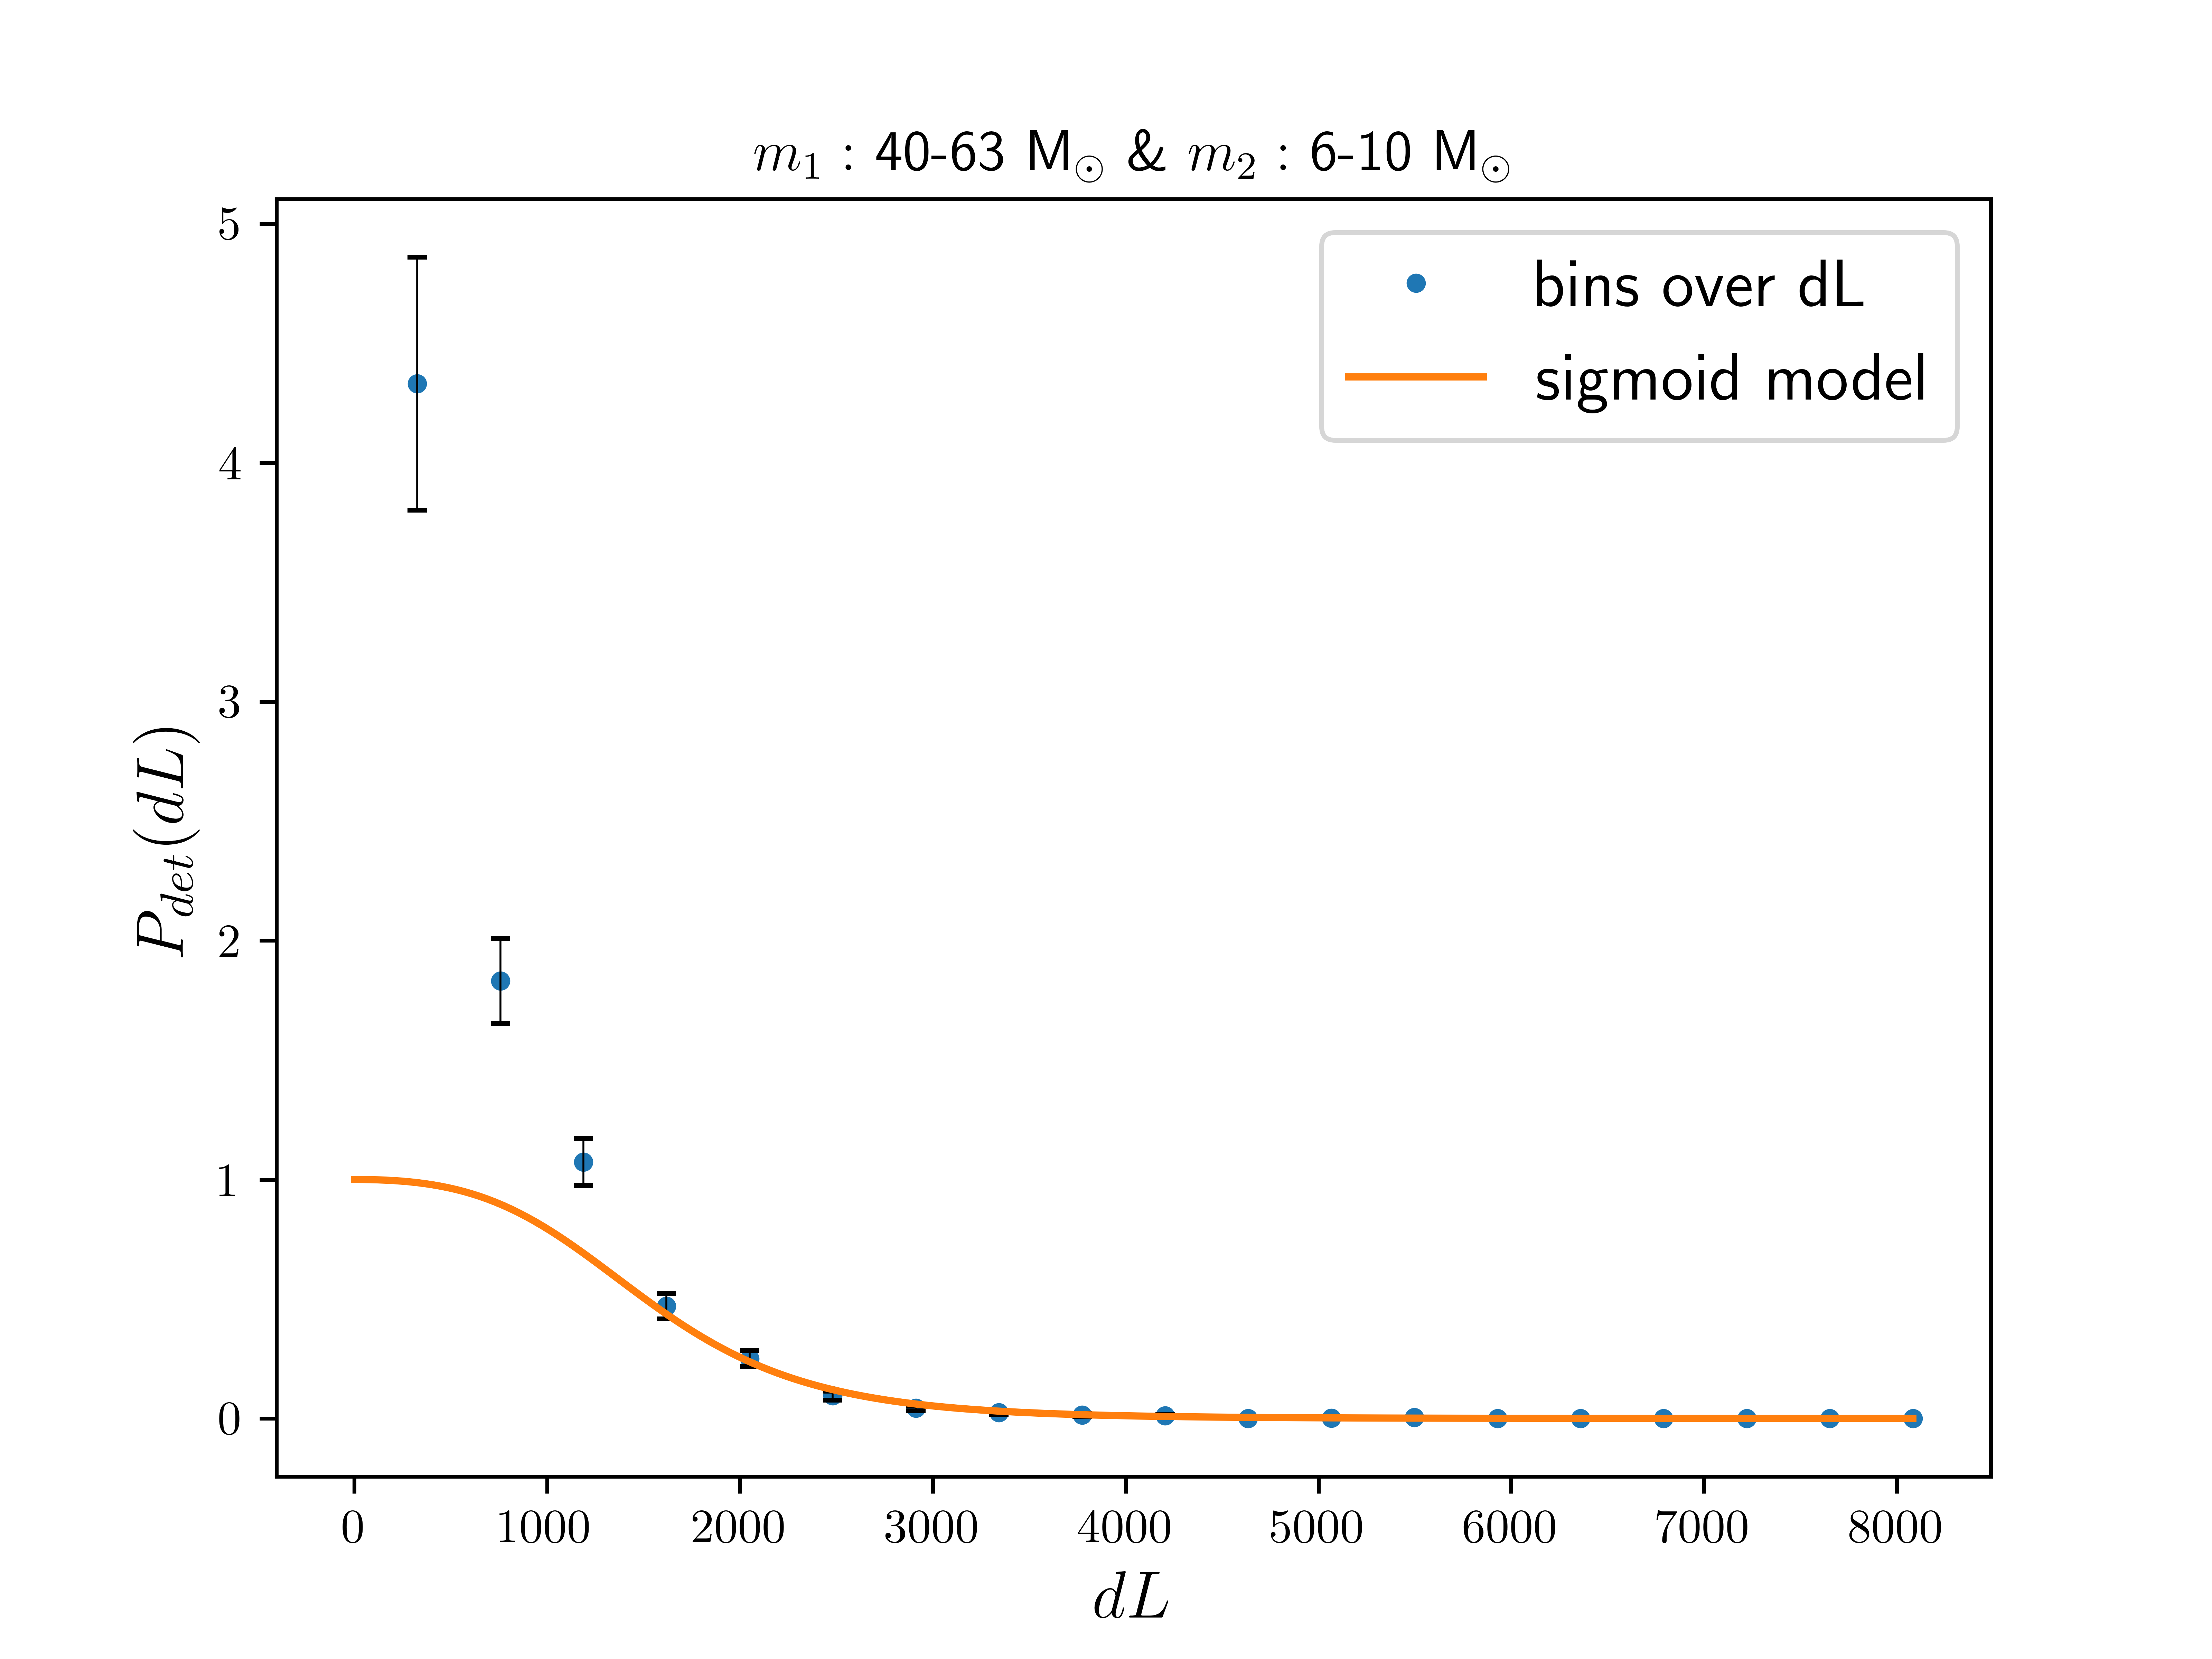 m₁ : 40-63 M⊙ & m₂ : 6-10 M⊙
5
4
3
2
1
0
P_det(dL)
bins over dL
sigmoid model
0 1000 2000 3000 4000 5000 6000 7000 8000
dL